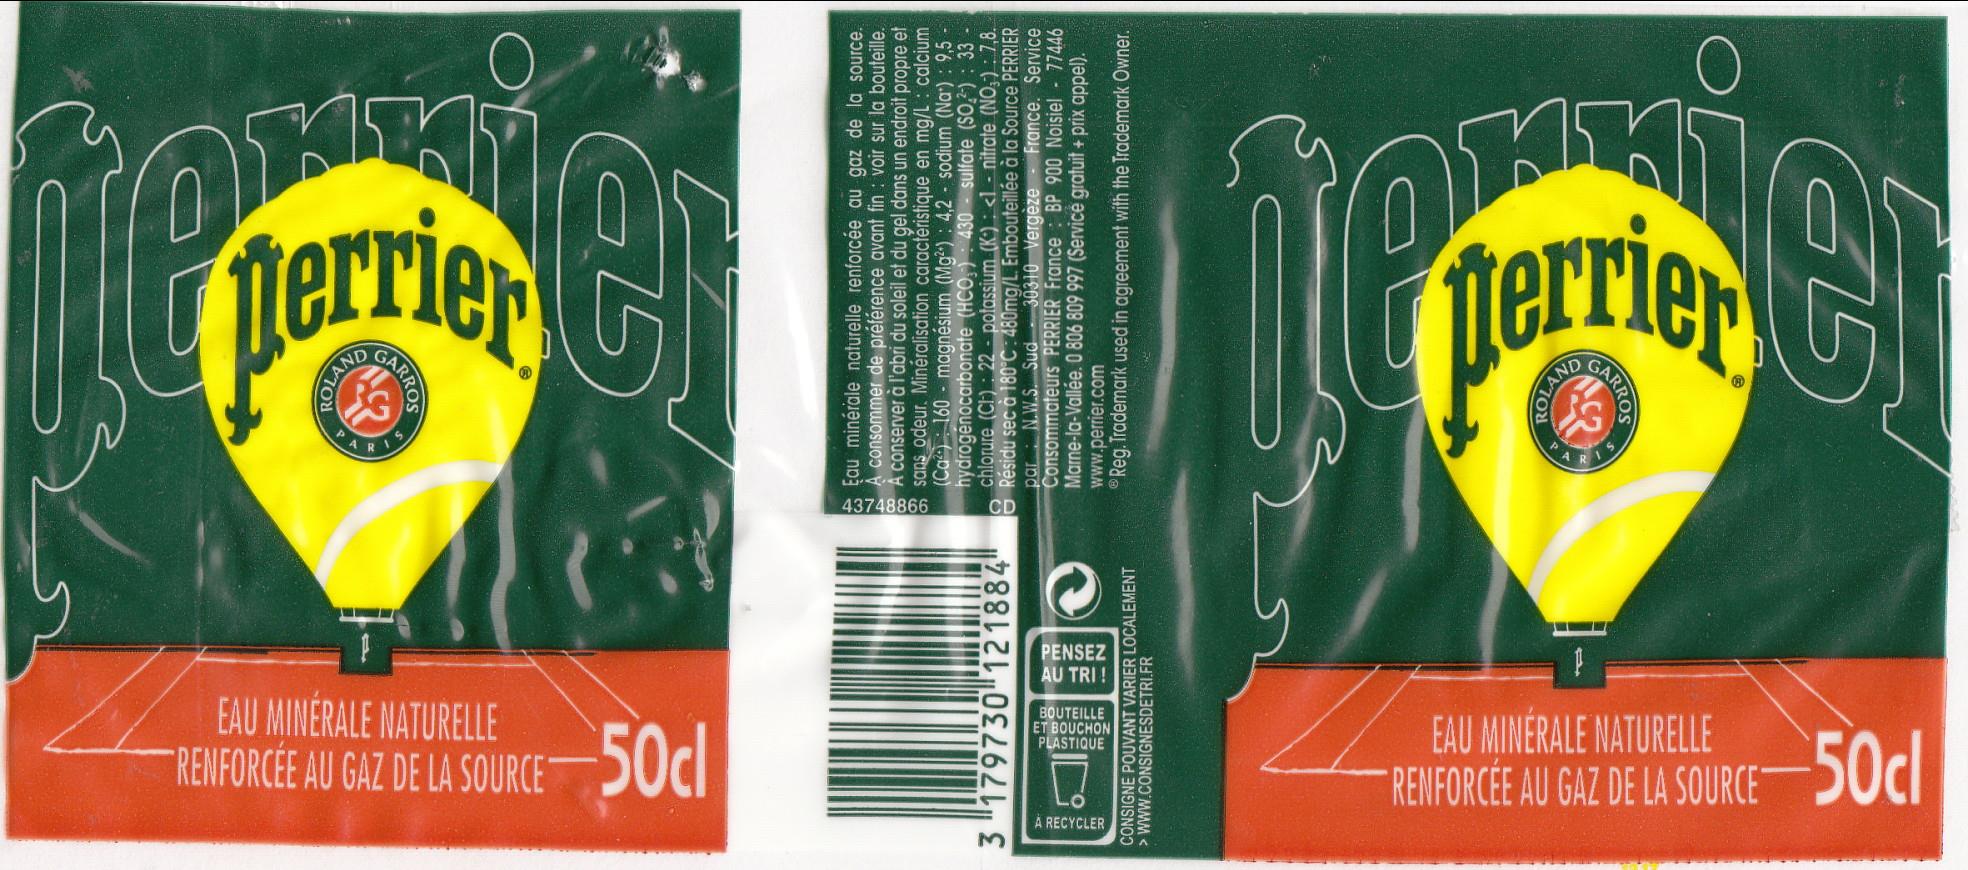 perrier
perrier®
ROLAND GARROS
RG
PARIS
p
EAU MINÉRALE NATURELLE
RENFORCÉE AU GAZ DE LA SOURCE
50cl
Eau minérale naturelle renforcée au gaz de la source.
À consommer de préférence avant fin : voir sur la bouteille.
À conserver à l'abri du soleil et du gel dans un endroit propre et
sans odeur. Minéralisation caractéristique en mg/L : calcium
(Ca²⁺) : 160 - magnésium (Mg²⁺) : 4,2 - sodium (Na⁺) : 9,5 -
hydrogénocarbonate (HCO₃⁻) : 430 - sulfate (SO₄²⁻) : 33 -
chlorure (Cl⁻) : 22 - potassium (K⁺) : <1 - nitrate (NO₃⁻) : 7,8.
Résidu sec à 180°C : 480mg/L. Embouteillée à la Source PERRIER
par : N.W.S. Sud - 30310 Vergèze - France. Service
Consommateurs PERRIER France : BP 900 Noisiel - 77446
Marne-la-Vallée. 0 806 809 997 (Service gratuit + prix appel).
www.perrier.com
® Reg. Trademark used in agreement with the Trademark Owner.
43748866
CD
3 179730 121884
PENSEZ
AU TRI !
BOUTEILLE
ET BOUCHON
PLASTIQUE
À RECYCLER
CONSIGNE POUVANT VARIER LOCALEMENT
> WWW.CONSIGNESDETRI.FR
perrier
perrier®
ROLAND GARROS
RG
PARIS
p
EAU MINÉRALE NATURELLE
RENFORCÉE AU GAZ DE LA SOURCE
50cl